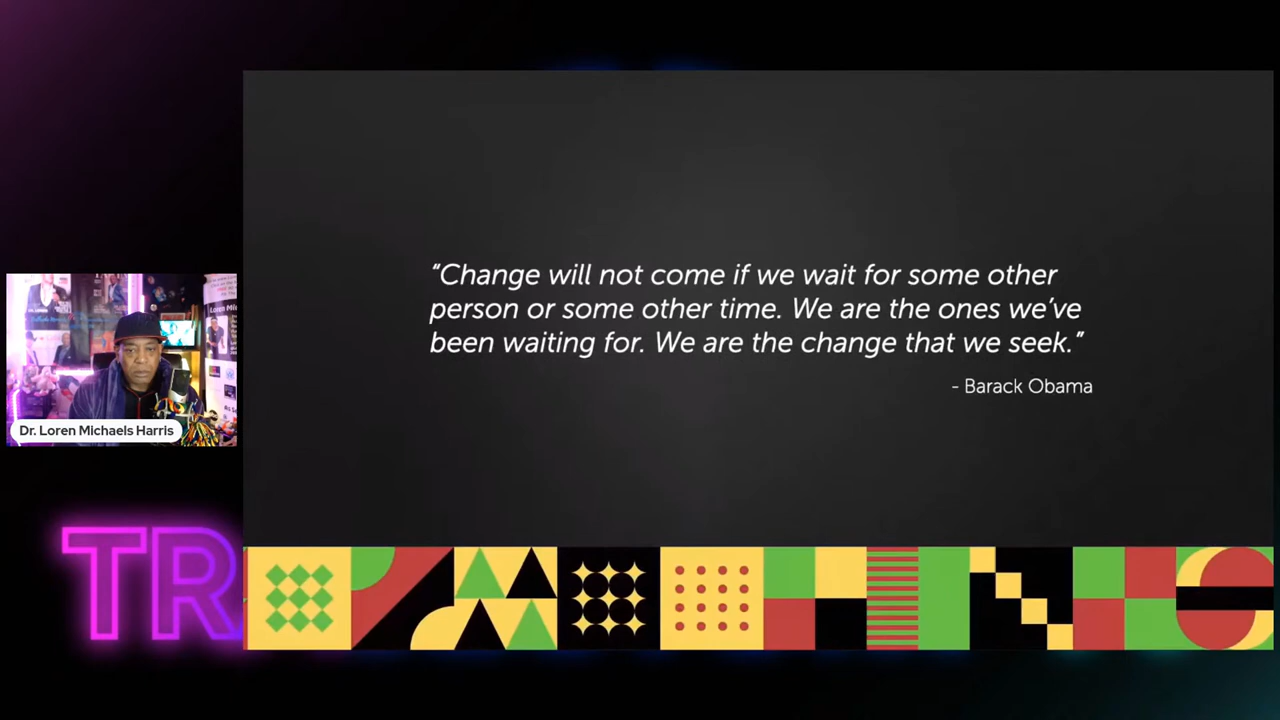 “Change will not come if we wait for some other
person or some other time. We are the ones we’ve
been waiting for. We are the change that we seek.”
- Barack Obama
Dr. Loren Michaels Harris
TR